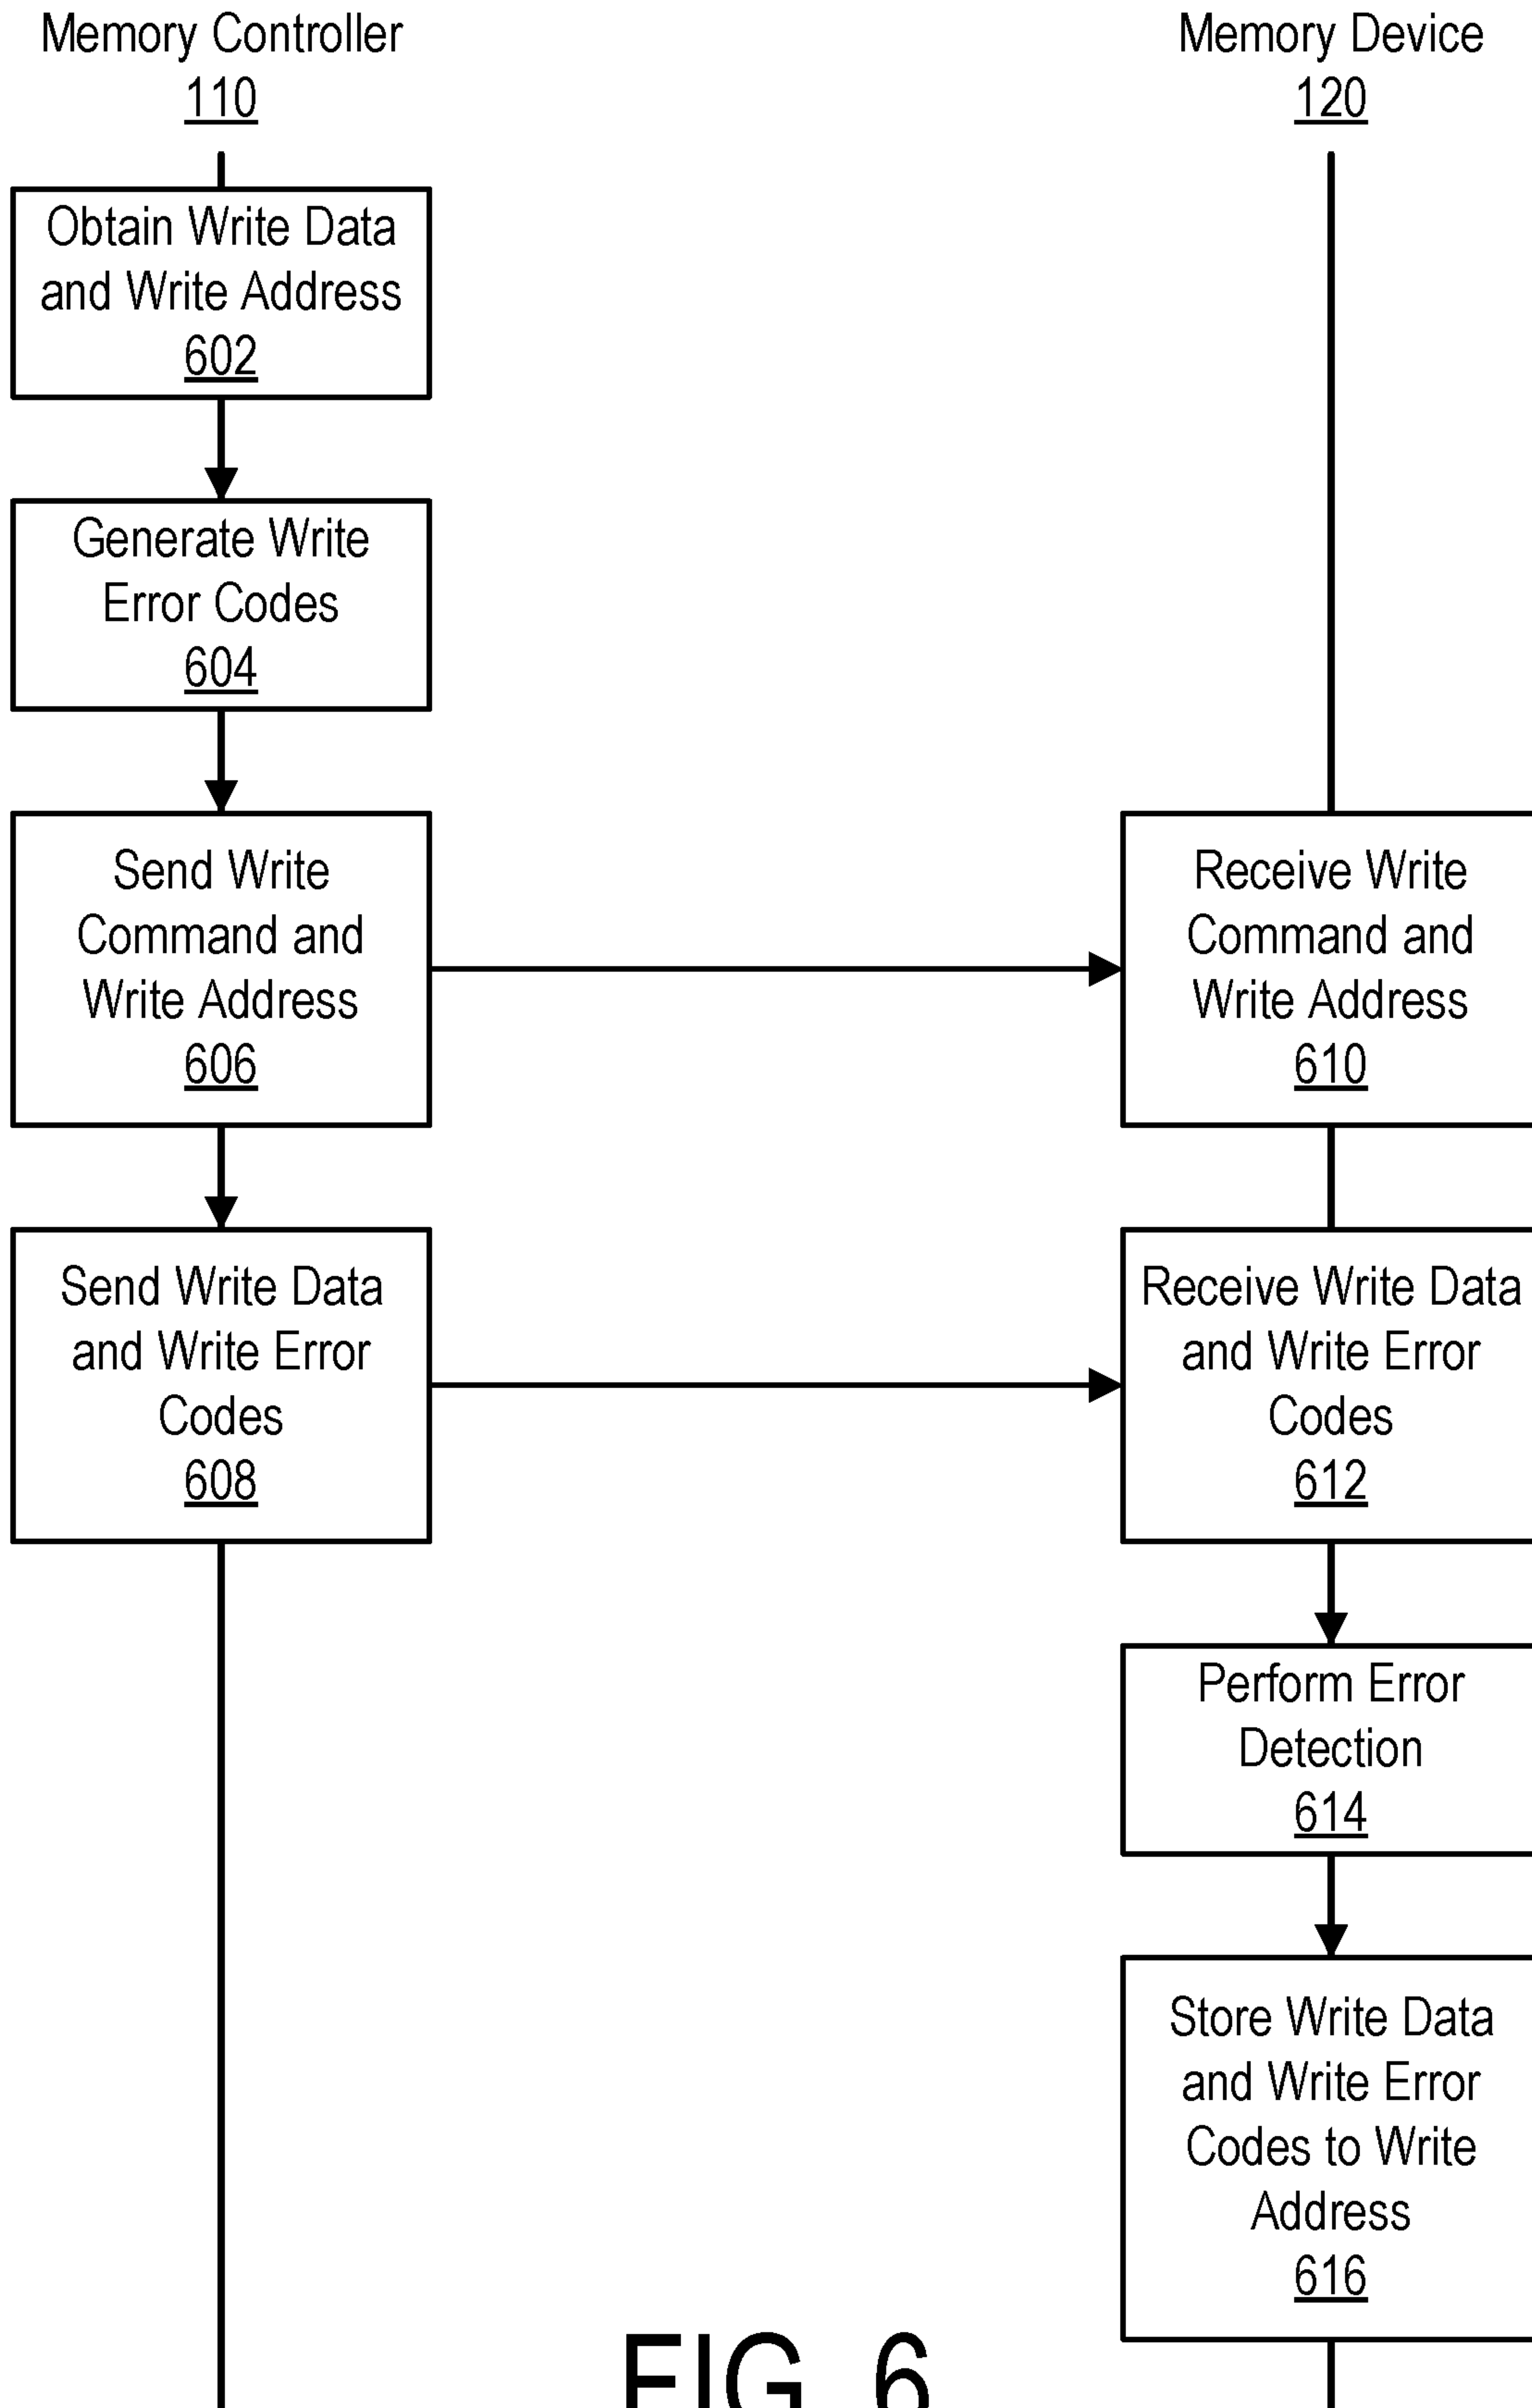 Memory Controller
110
Memory Device
120
Obtain Write Data
and Write Address
602
Generate Write
Error Codes
604
Send Write
Command and
Write Address
606
Receive Write
Command and
Write Address
610
Send Write Data
and Write Error
Codes
608
Receive Write Data
and Write Error
Codes
612
Perform Error
Detection
614
Store Write Data
and Write Error
Codes to Write
Address
616
FIG. 6